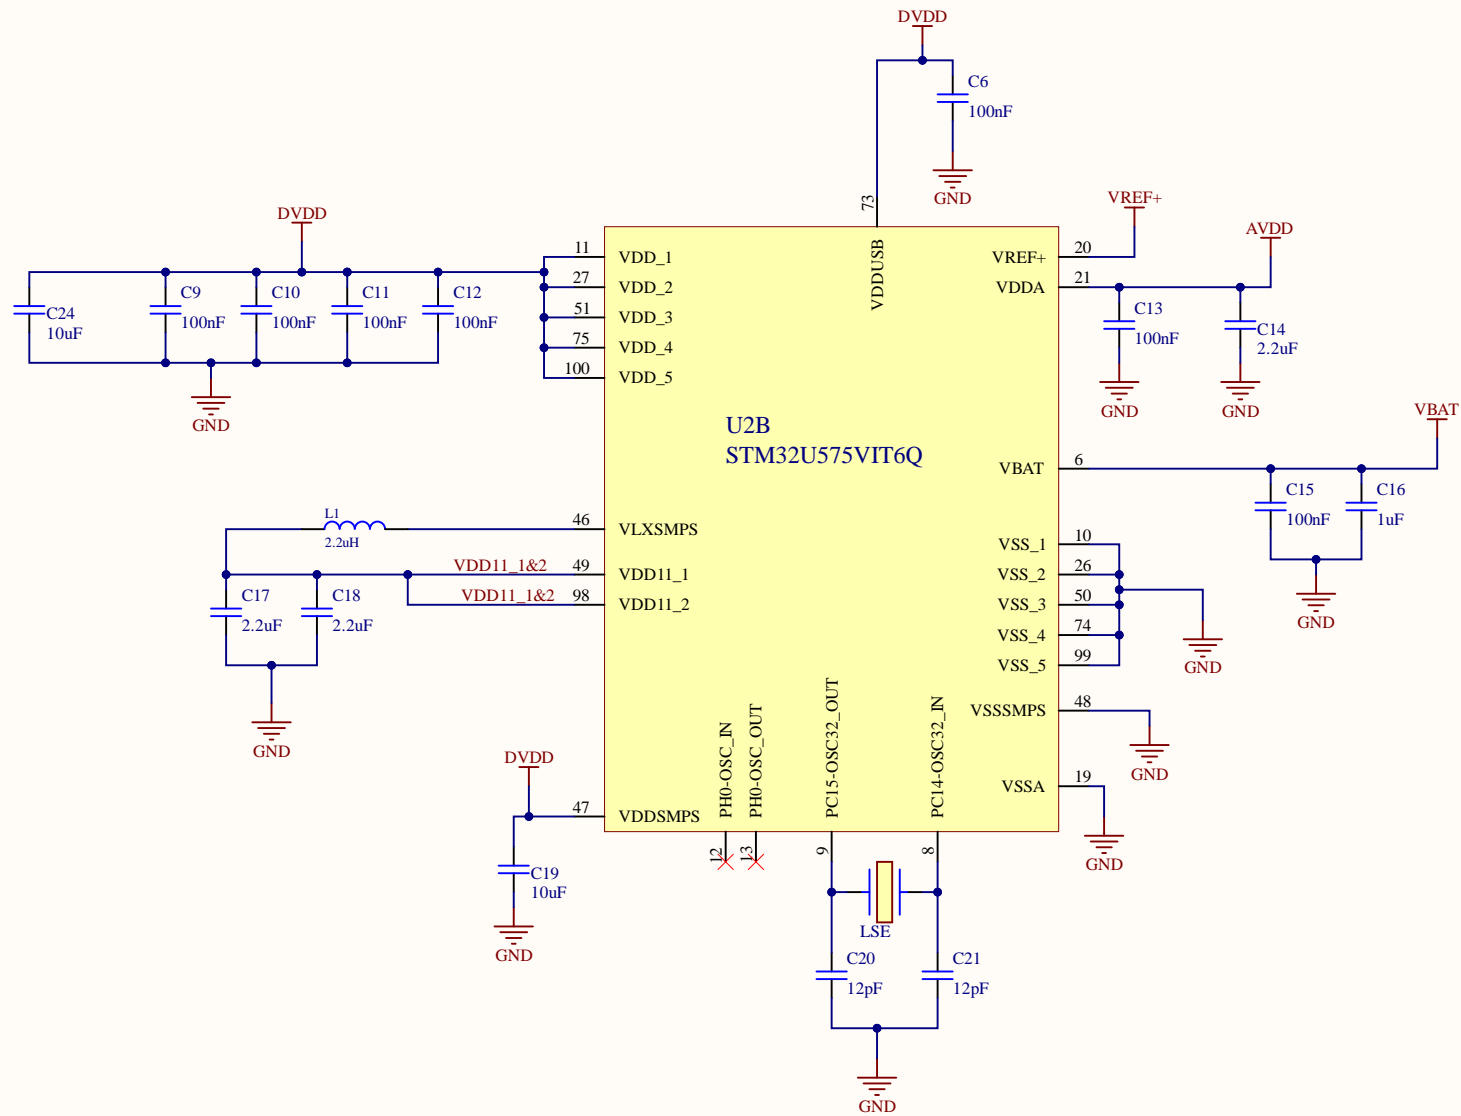 DVDD
C6
100nF
GND
73
VDDUSB
DVDD
C24
10uF
C9
100nF
C10
100nF
C11
100nF
C12
100nF
GND
11
VDD_1
27
VDD_2
51
VDD_3
75
VDD_4
100
VDD_5
VREF+
VREF+
20
AVDD
VDDA
21
C13
100nF
GND
C14
2.2uF
GND
U2B
STM32U575VIT6Q
VBAT
VBAT
6
C15
100nF
C16
1uF
GND
L1
2.2uH
46
VLXSMPS
VDD11_1&2
49
VDD11_1
VDD11_1&2
98
VDD11_2
C17
2.2uF
C18
2.2uF
GND
VSS_1
10
VSS_2
26
VSS_3
50
VSS_4
74
VSS_5
99
GND
VSSSMPS
48
GND
VSSA
19
GND
DVDD
47
VDDSMPS
C19
10uF
GND
PH0-OSC_IN
12
PH0-OSC_OUT
13
PC15-OSC32_OUT
9
PC14-OSC32_IN
8
LSE
C20
12pF
C21
12pF
GND